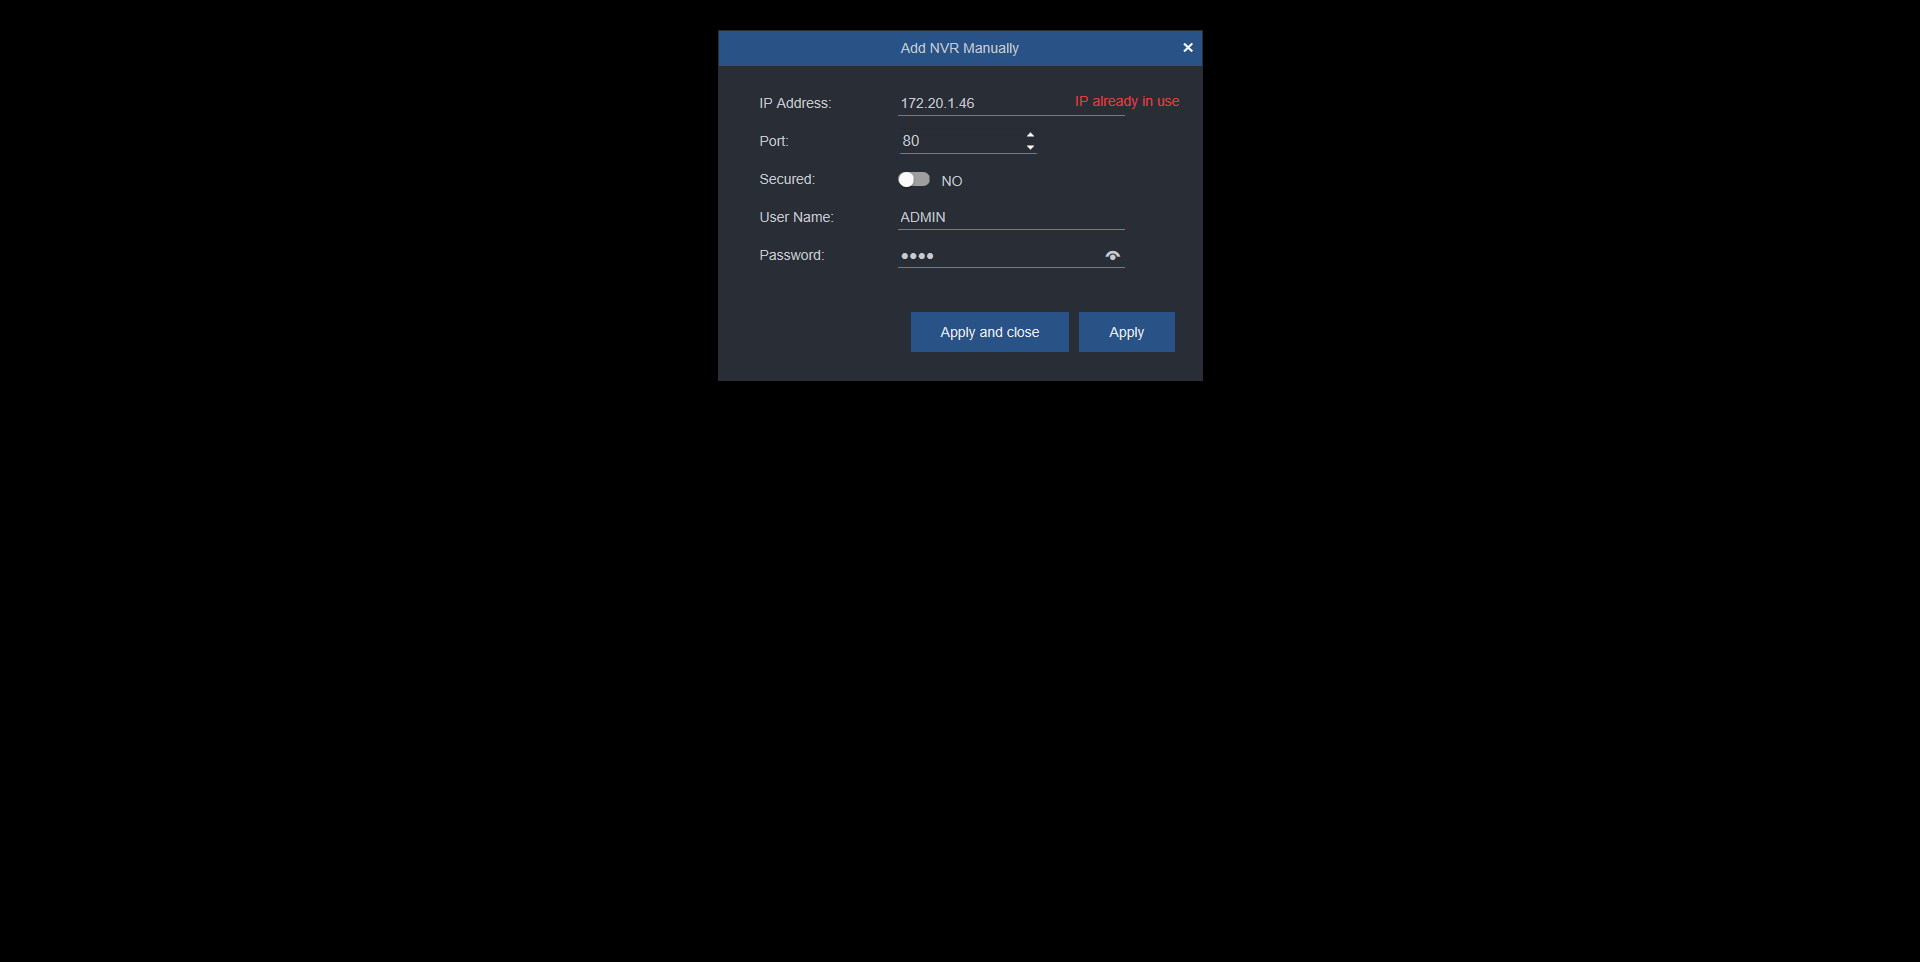 Add NVR Manually
IP Address: 172.20.1.46 IP already in use
Port: 80
Secured: NO
User Name: ADMIN
Password: ●●●●
Apply and close Apply